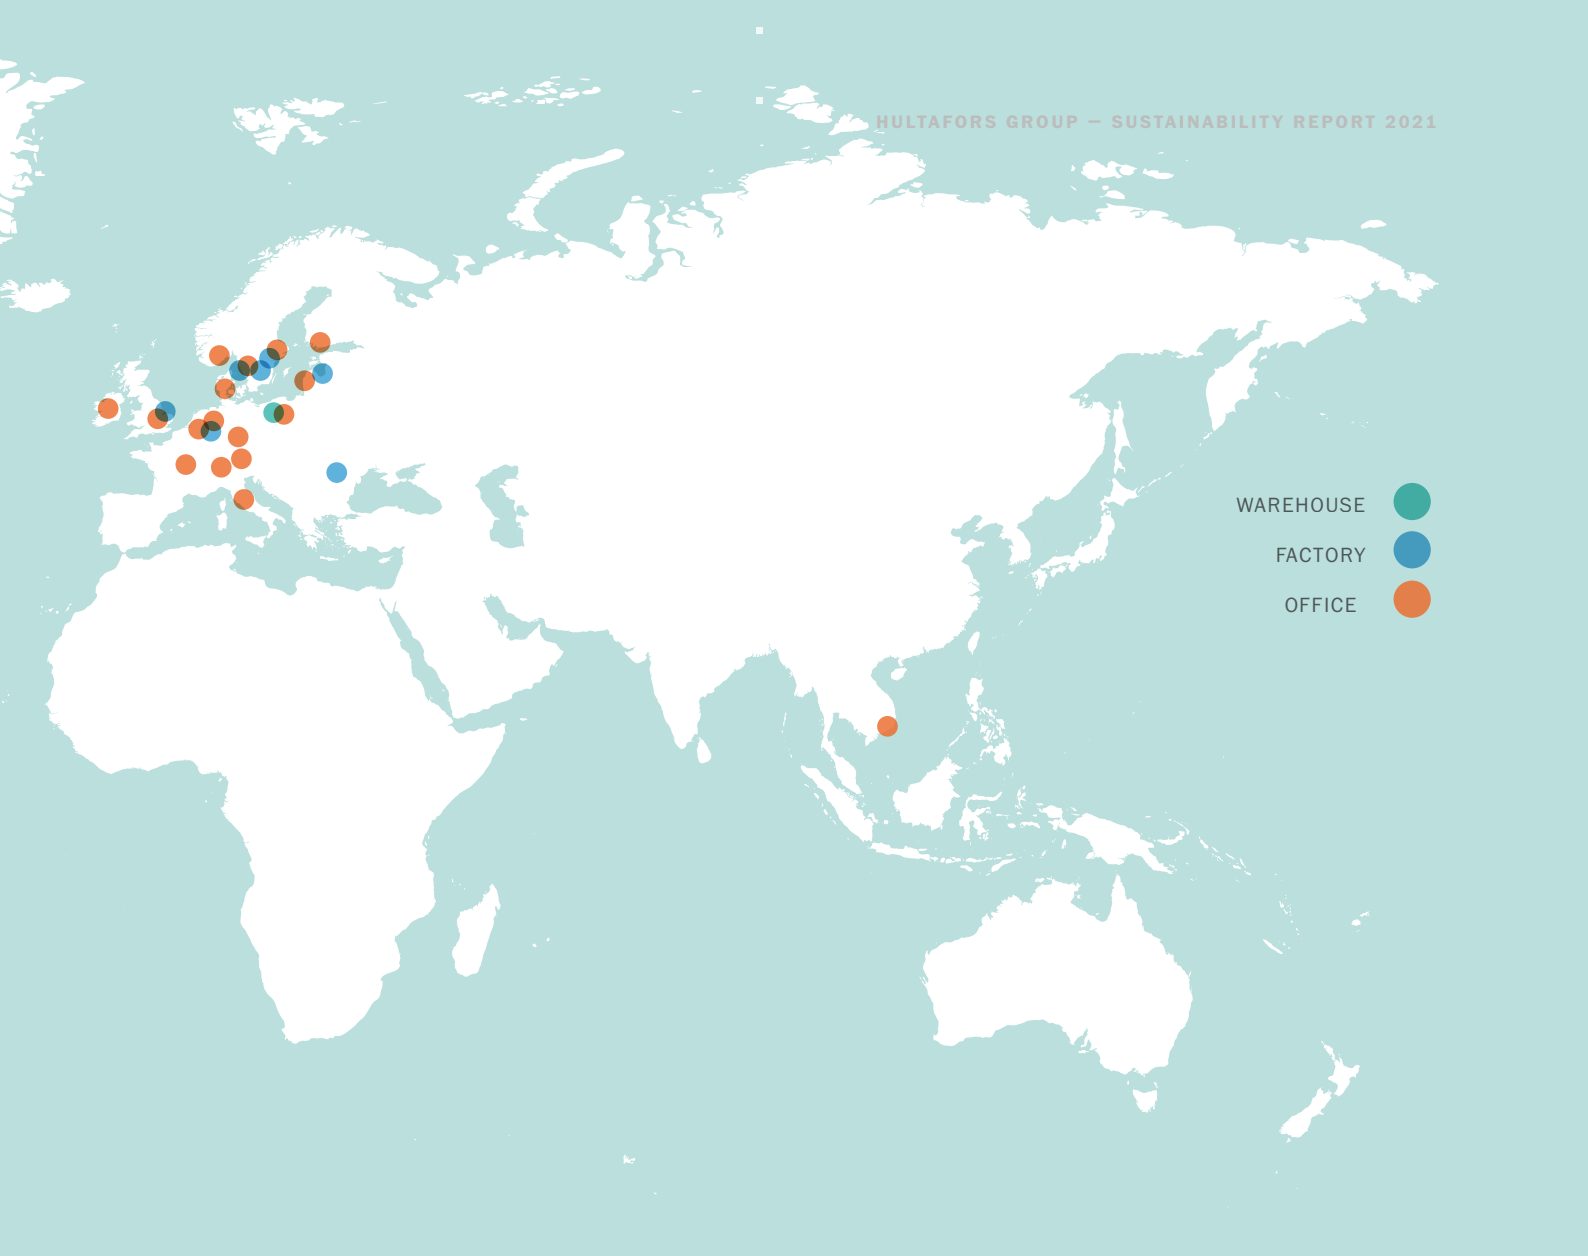 HULTAFORS GROUP — SUSTAINABILITY REPORT 2021
WAREHOUSE
FACTORY
OFFICE